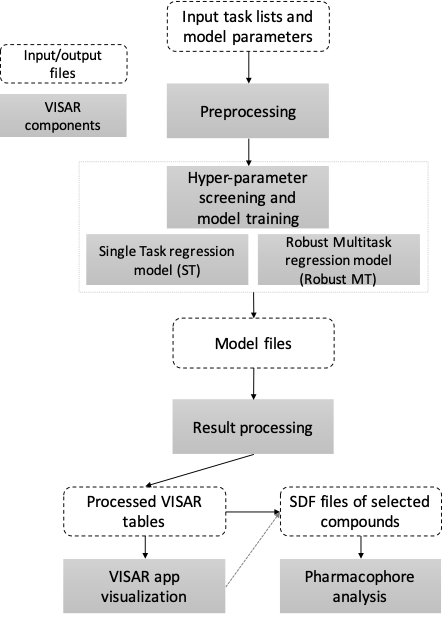 Input task lists and
model parameters
Input/output
files
VISAR
components
Preprocessing
Hyper-parameter
screening and
model training
Single Task regression
model (ST)
Robust Multitask
regression model
(Robust MT)
Model files
Result processing
Processed VISAR
tables
SDF files of selected
compounds
VISAR app
visualization
Pharmacophore
analysis